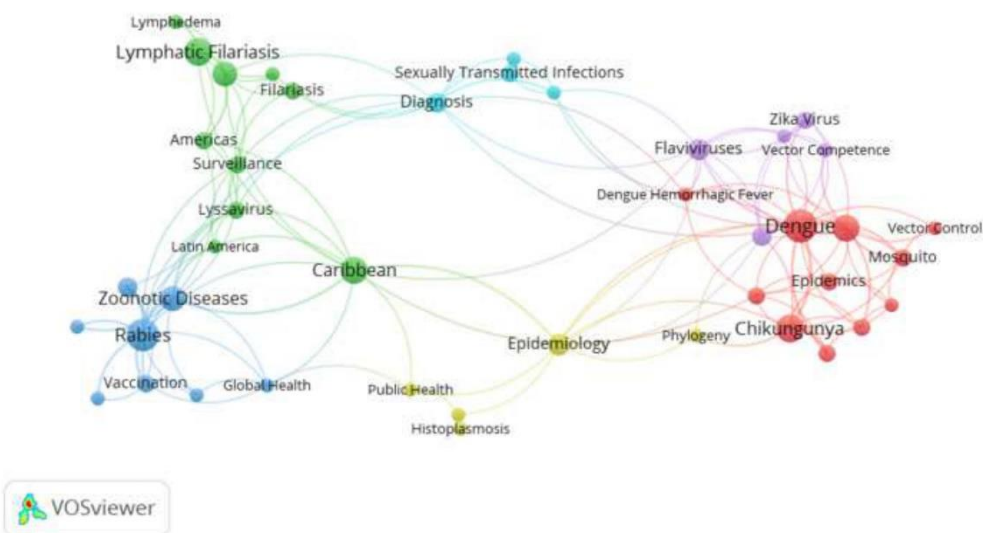 Lymphedema
Lymphatic Filariasis
Filariasis
Sexually Transmitted Infections
Diagnosis
Zika Virus
Americas
Flaviviruses
Vector Competence
Surveillance
Dengue Hemorrhagic Fever
Lyssavirus
Dengue
Vector Control
Latin America
Mosquito
Caribbean
Epidemics
Zoonotic Diseases
Rabies
Chikungunya
Epidemiology
Phylogeny
Vaccination
Global Health
Public Health
Histoplasmosis
VOSviewer